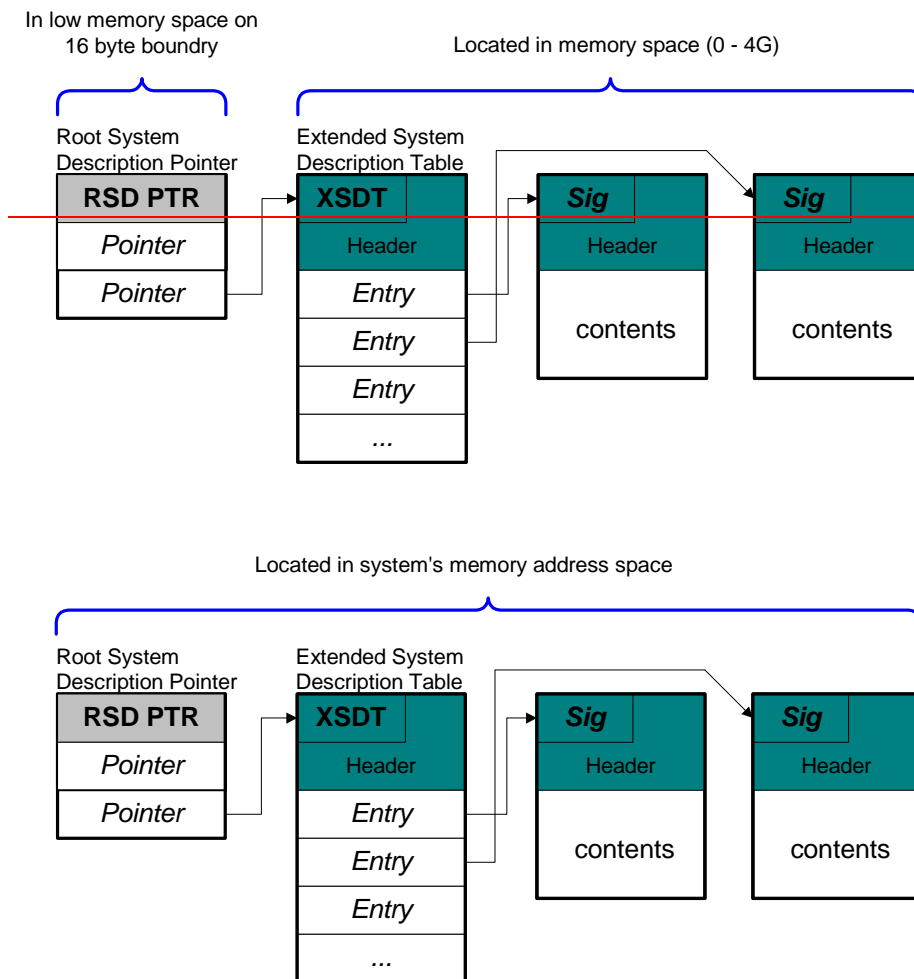 In low memory space on
16 byte boundry
Located in memory space (0 - 4G)
Root System
Description Pointer
Extended System
Description Table
RSD PTR
XSDT
Sig
Sig
Pointer
Header
Header
Header
Pointer
Entry
Entry
contents
contents
Entry
...
Located in system's memory address space
Root System
Description Pointer
Extended System
Description Table
RSD PTR
XSDT
Sig
Sig
Pointer
Header
Header
Header
Pointer
Entry
Entry
contents
contents
Entry
...